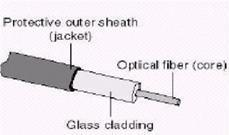 Protective outer sheath
(jacket)
Optical fiber (core)
Glass cladding